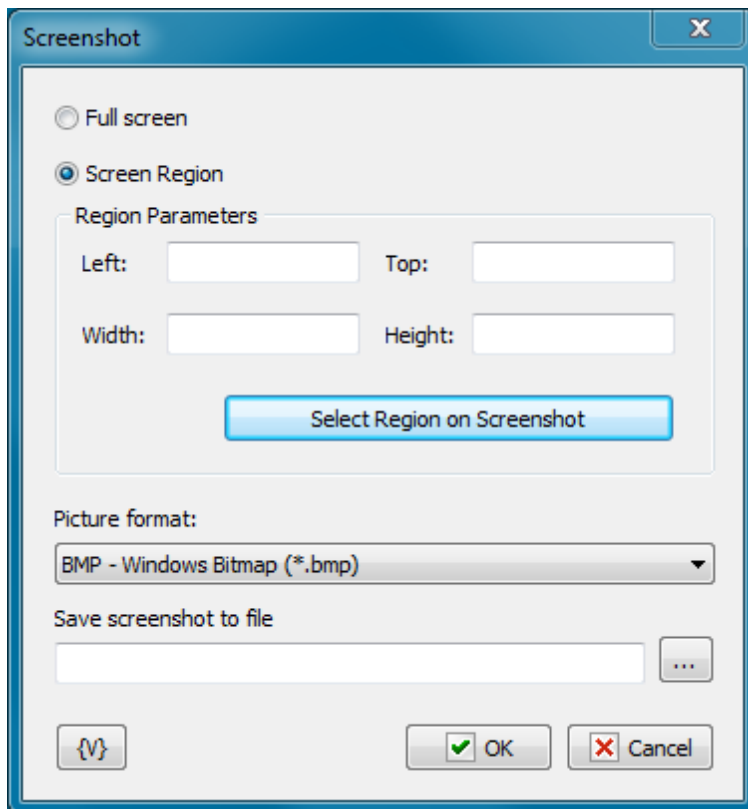 Screenshot
Full screen
Screen Region
Region Parameters
Left: Top:
Width: Height:
Select Region on Screenshot
Picture format:
BMP - Windows Bitmap (*.bmp)
Save screenshot to file
...
{V} OK Cancel